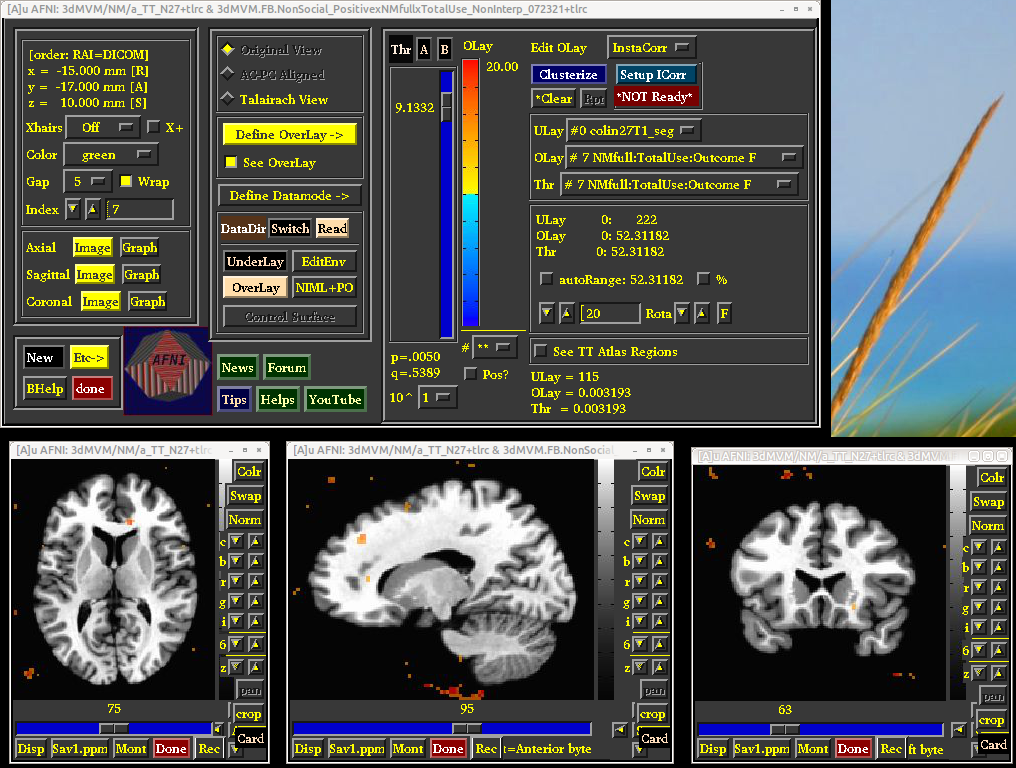 [A]u AFNI: 3dMVM/NM/a_TT_N27+tlrc & 3dMVM.FB.NonSocial_PositivexNMfullxTotalUse_NonInterp_072321+tlrc
[order: RAI=DICOM]
x = -15.000 mm [R]
y = -17.000 mm [A]
z = 10.000 mm [S]
Xhairs Off X+
Color green
Gap 5 Wrap
Index 7
Axial Image Graph
Sagittal Image Graph
Coronal Image Graph
New Etc->
BHelp done
AFNI
Original View
AC-PC Aligned
Talairach View
Define OverLay ->
See OverLay
Define Datamode ->
DataDir Switch Read
UnderLay EditEnv
OverLay NIML+PO
Control Surface
News Forum
Tips Helps YouTube
Thr A B OLay
20.00
9.1332
# **
p=.0050
q=.5389
Pos?
10^ 1
Edit OLay InstaCorr
Clusterize Setup ICorr
*Clear Rpt *NOT Ready*
ULay #0 colin27T1_seg
OLay # 7 NMfull:TotalUse:Outcome F
Thr # 7 NMfull:TotalUse:Outcome F
ULay 0: 222
OLay 0: 52.31182
Thr 0: 52.31182
autoRange: 52.31182 %
20 Rota F
See TT Atlas Regions
ULay = 115
OLay = 0.003193
Thr = 0.003193
[A]u AFNI: 3dMVM/NM/a_TT_N27+tlrc
Colr
Swap
Norm
c
b
r
g
i
6
z
pan
crop
Card
75
Disp Sav1.ppm Mont Done Rec
[A]u AFNI: 3dMVM/NM/a_TT_N27+tlrc & 3dMVM.FB.NonSocial
Colr
Swap
Norm
c
b
r
g
i
6
z
pan
crop
Card
95
Disp Sav1.ppm Mont Done Rec t=Anterior byte
[A]u AFNI: 3dMVM/NM/a_TT_N27+tlrc & 3dMVM
Colr
Swap
Norm
c
b
r
g
i
6
z
pan
crop
Card
63
Disp Sav1.ppm Mont Done Rec ft byte